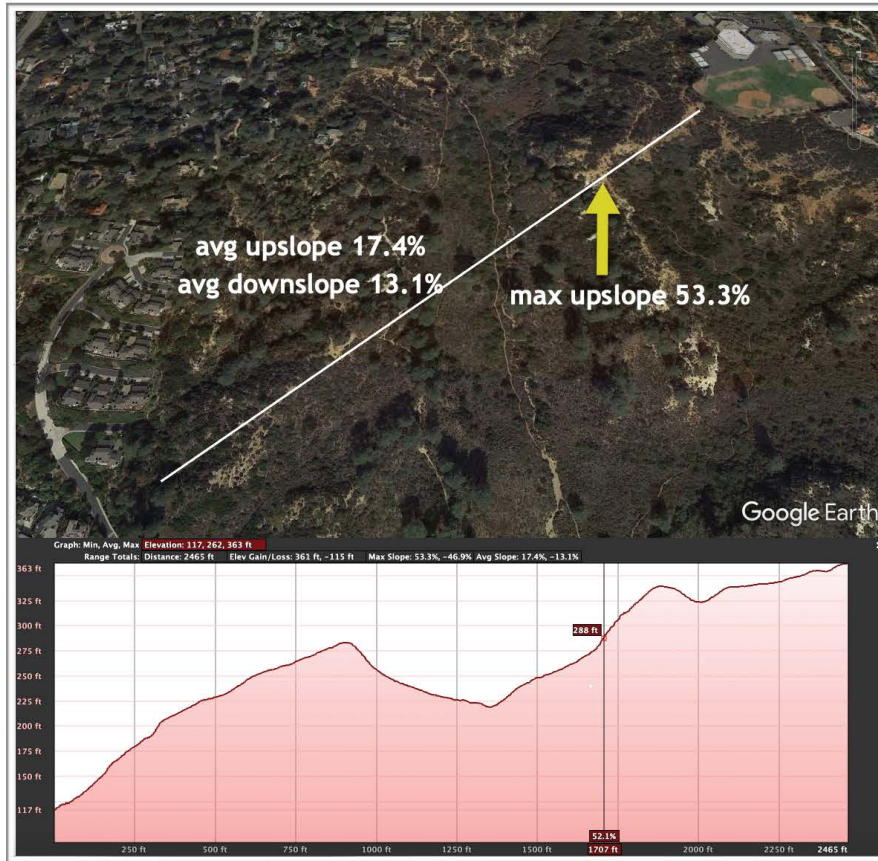 avg upslope 17.4%
avg downslope 13.1%
max upslope 53.3%
Google Earth
Graph: Min, Avg, Max Elevation: 117, 262, 363 ft
Range Totals: Distance: 2465 ft Elev Gain/Loss: 361 ft, -115 ft Max Slope: 53.3%, -46.9% Avg Slope: 17.4%, -13.1%
363 ft
325 ft
300 ft
288 ft
275 ft
250 ft
225 ft
200 ft
175 ft
150 ft
117 ft
52.1%
250 ft 500 ft 750 ft 1000 ft 1250 ft 1500 ft 1707 ft 2000 ft 2250 ft 2465 ft